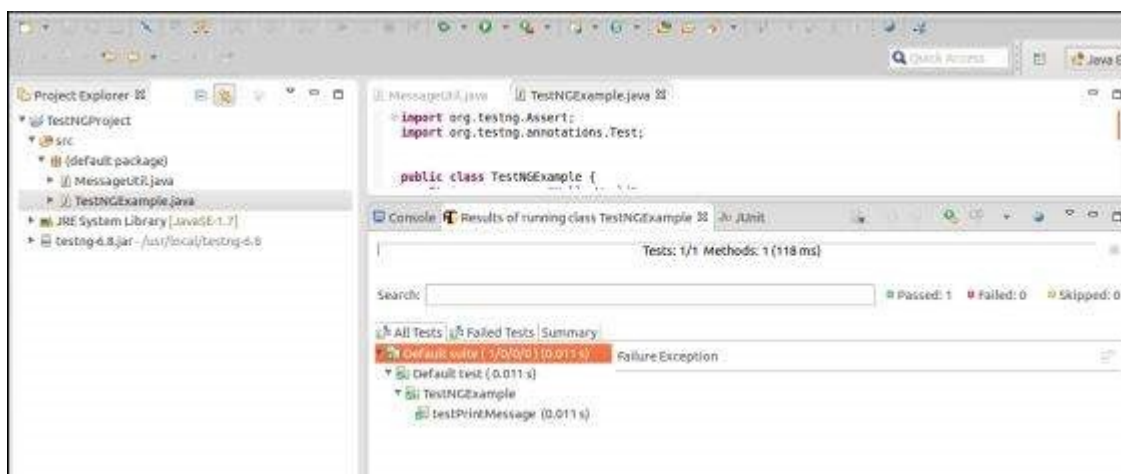 Quick Access
Java E
Project Explorer
TestNGProject
src
(default package)
MessageUtil.java
TestNGExample.java
JRE System Library [JavaSE-1.7]
testng-6.8.jar - /usr/local/testng-6.8
MessageUtil.java TestNGExample.java
import org.testng.Assert;
import org.testng.annotations.Test;
public class TestNGExample {
Console Results of running class TestNGExample JUnit
Tests: 1/1 Methods: 1 (118 ms)
Search: Passed: 1 Failed: 0 Skipped: 0
All Tests Failed Tests Summary
Default suite ( 1/0/0/0 ) (0.011 s) Failure Exception
Default test ( 0.011 s)
TestNGExample
testPrintMessage (0.011 s)